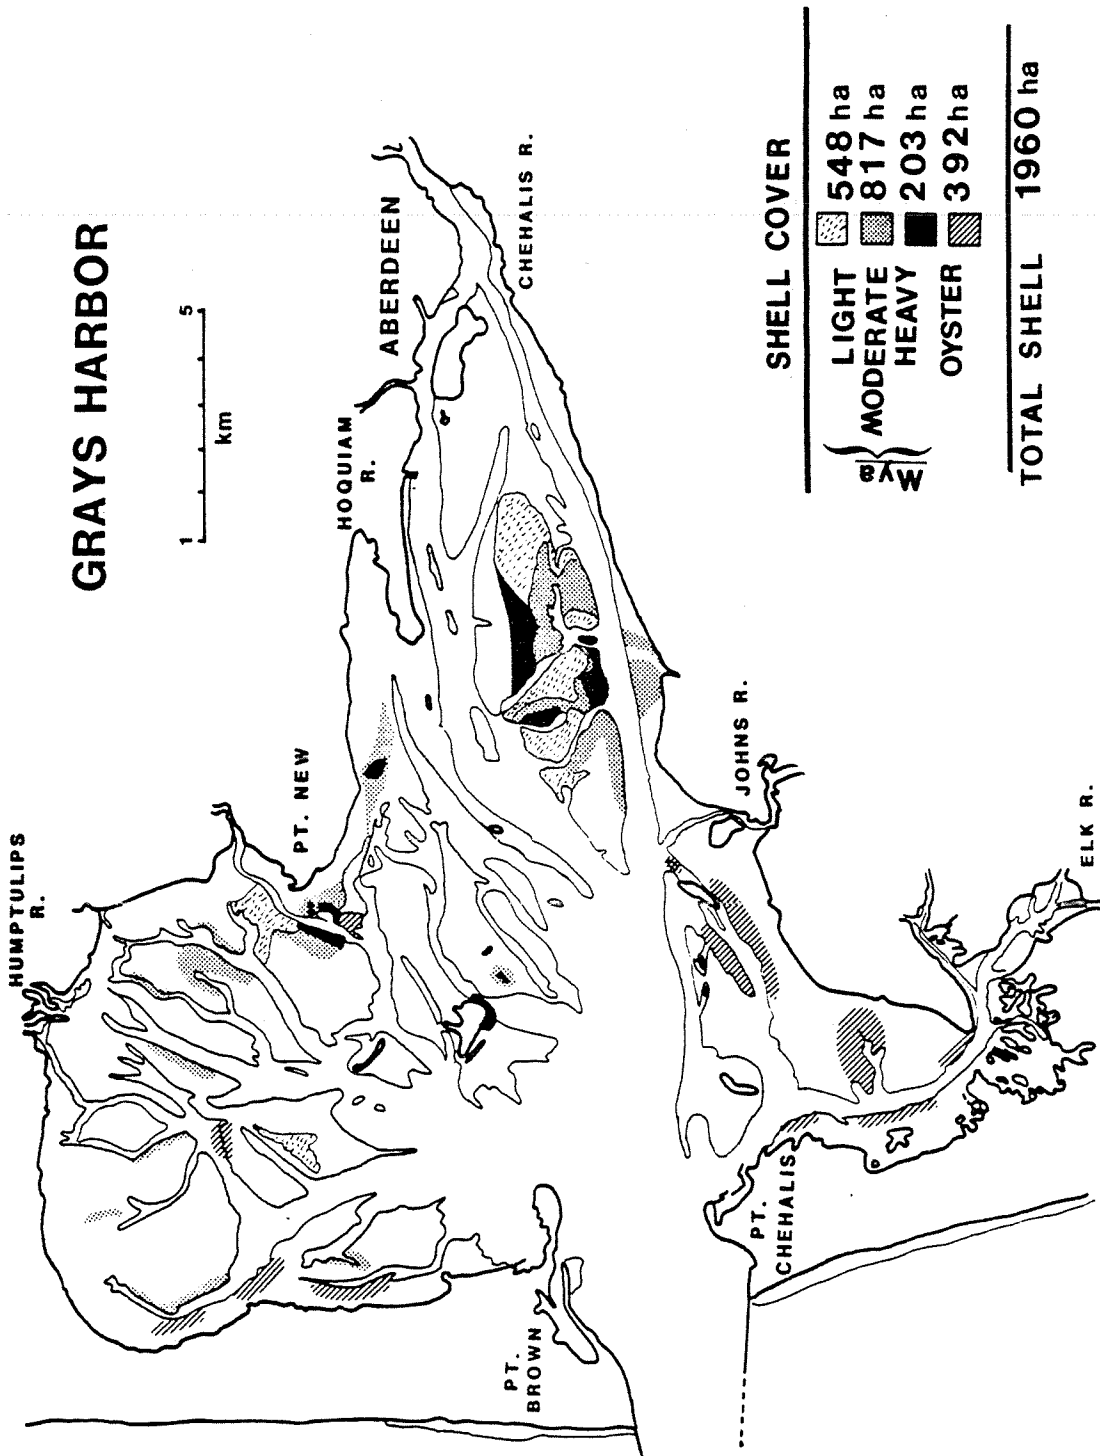 GRAYS HARBOR
1 5
km
HUMPTULIPS
R.
PT. NEW
HOQUIAM
R.
ABERDEEN
CHEHALIS R.
JOHNS R.
ELK R.
PT.
CHEHALIS
PT.
BROWN
SHELL COVER
Mya
LIGHT 548 ha
MODERATE 817 ha
HEAVY 203 ha
OYSTER 392 ha
TOTAL SHELL 1960 ha